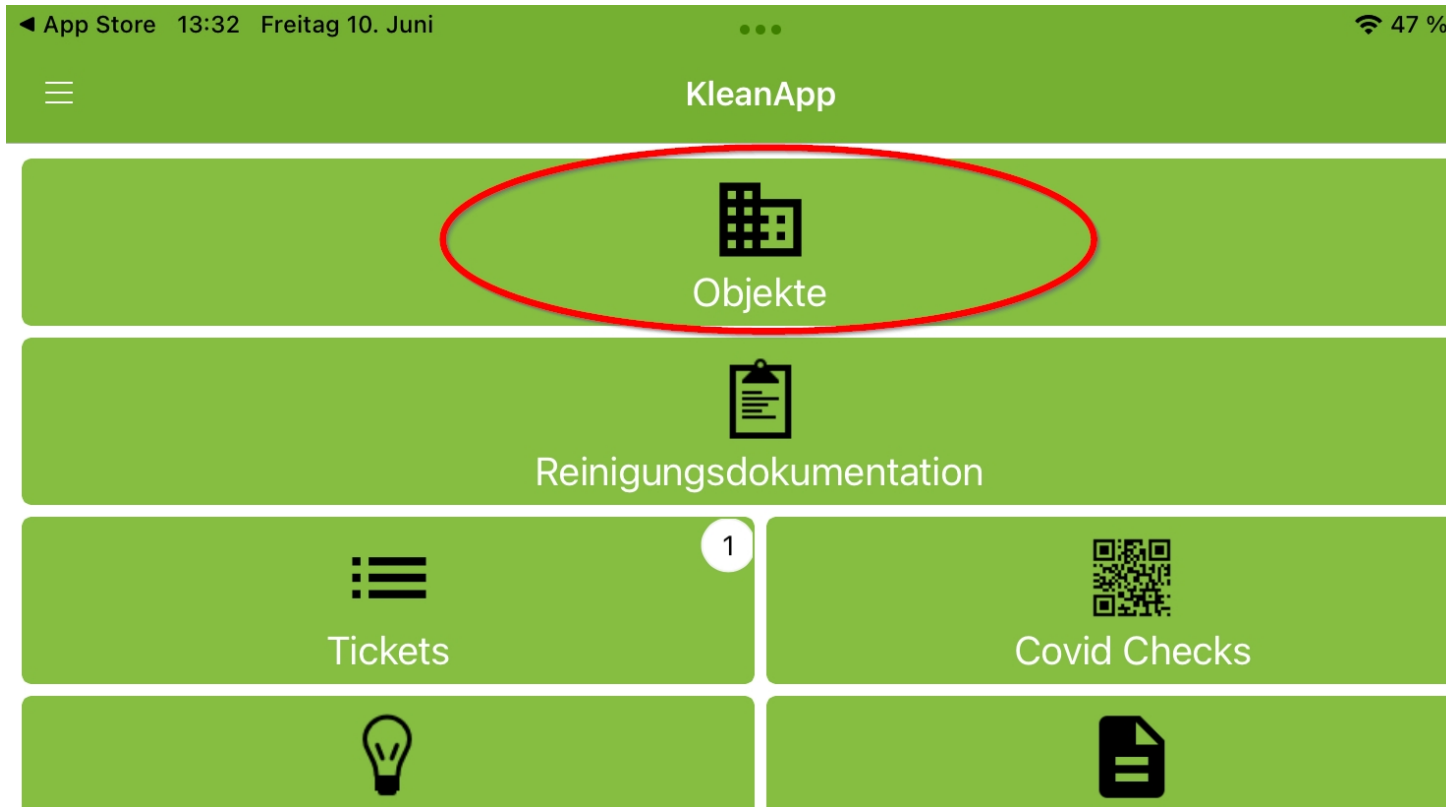 ◀ App Store 13:32 Freitag 10. Juni 47 %
KleanApp
Objekte
Reinigungsdokumentation
1
Tickets
Covid Checks